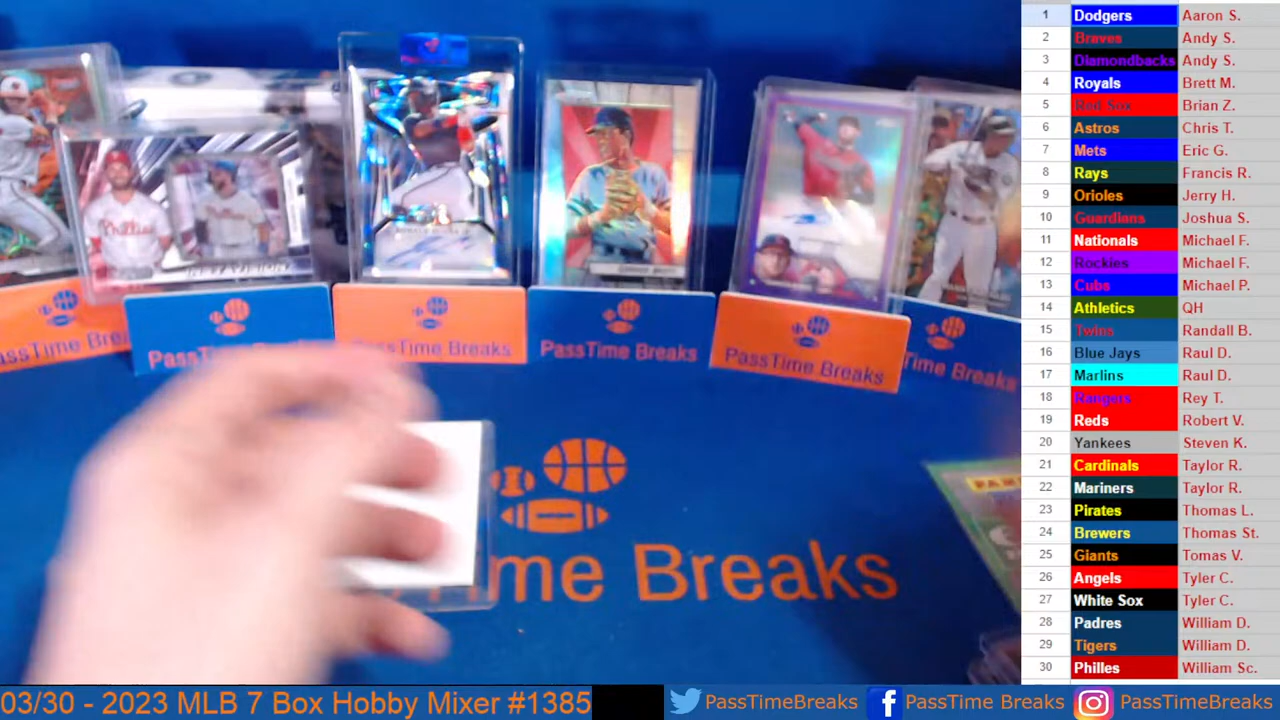 1 Dodgers Aaron S.
2 Braves Andy S.
3 Diamondbacks Andy S.
4 Royals Brett M.
5 Red Sox Brian Z.
6 Astros Chris T.
7 Mets Eric G.
8 Rays Francis R.
9 Orioles Jerry H.
10 Guardians Joshua S.
11 Nationals Michael F.
12 Rockies Michael F.
13 Cubs Michael P.
14 Athletics QH
15 Twins Randall B.
16 Blue Jays Raul D.
17 Marlins Raul D.
18 Rangers Rey T.
19 Reds Robert V.
20 Yankees Steven K.
21 Cardinals Taylor R.
22 Mariners Taylor R.
23 Pirates Thomas L.
24 Brewers Thomas St.
25 Giants Tomas V.
26 Angels Tyler C.
27 White Sox Tyler C.
28 Padres William D.
29 Tigers William D.
30 Philles William Sc.
Phillies
assTime Breaks
PassTime Breaks
PassTime Breaks
PassTime Breaks
PassTime Breaks
ime Breaks
03/30 - 2023 MLB 7 Box Hobby Mixer #1385
PassTimeBreaks
PassTime Breaks
PassTimeBreaks